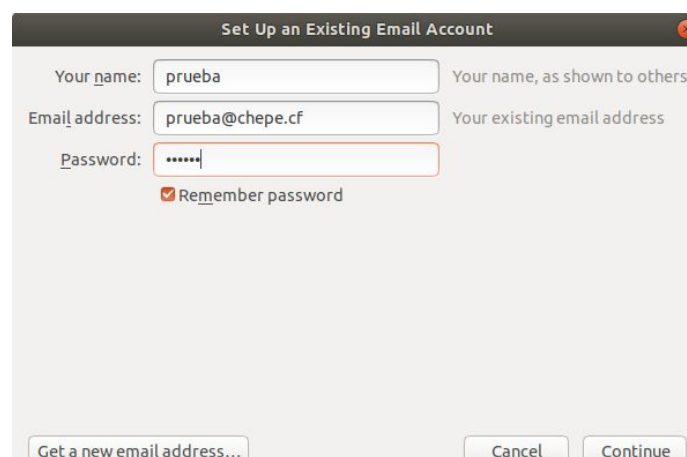 Set Up an Existing Email Account
Your name: prueba Your name, as shown to others
Email address: prueba@chepe.cf Your existing email address
Password: ••••••
Remember password
Get a new email address... Cancel Continue